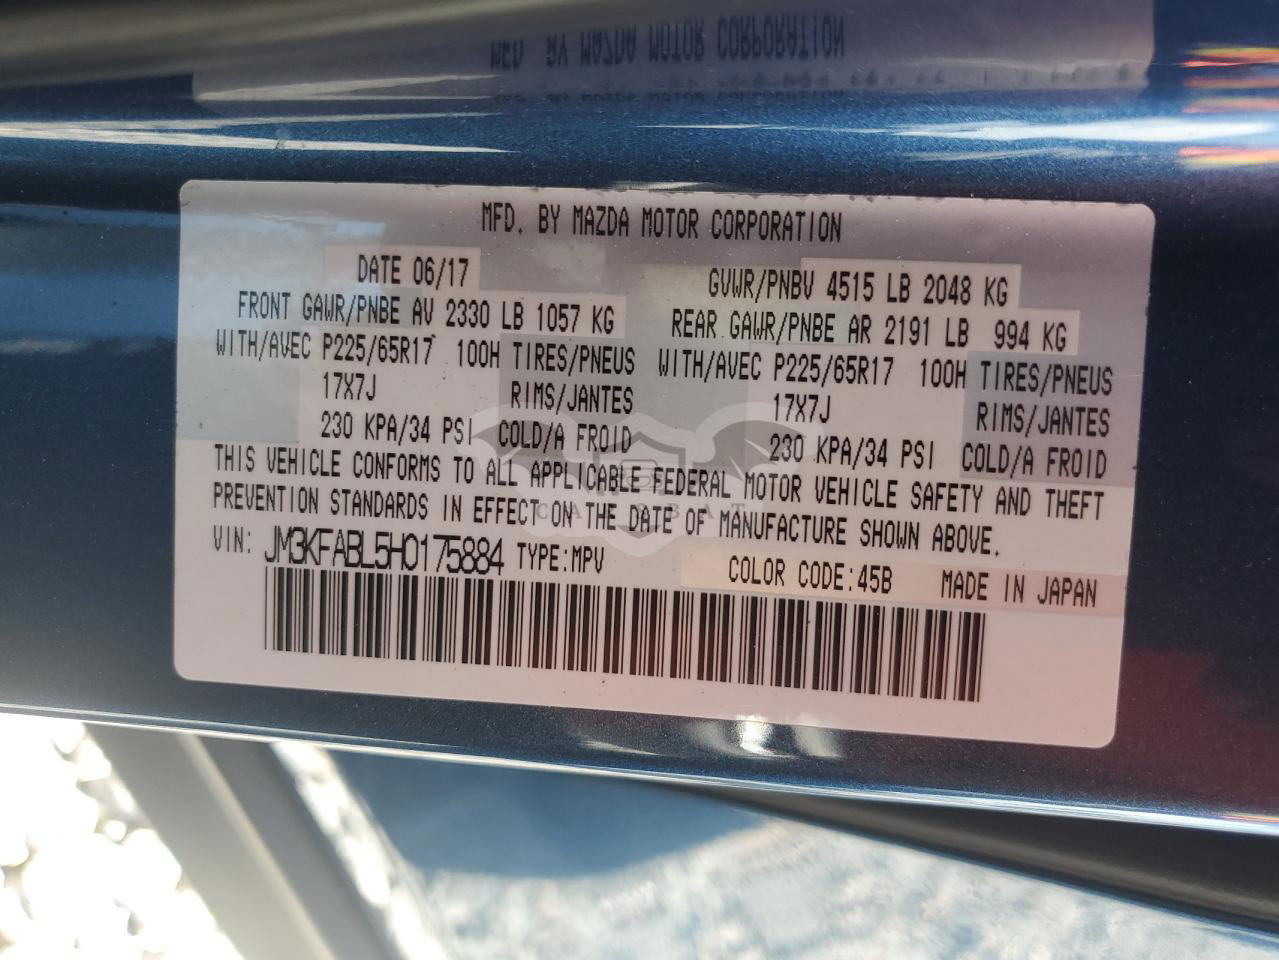 MFD. BY MAZDA MOTOR CORPORATION
DATE 06/17 GVWR/PNBV 4515 LB 2048 KG
FRONT GAWR/PNBE AV 2330 LB 1057 KG REAR GAWR/PNBE AR 2191 LB 994 KG
WITH/AVEC P225/65R17 100H TIRES/PNEUS WITH/AVEC P225/65R17 100H TIRES/PNEUS
17X7J RIMS/JANTES 17X7J RIMS/JANTES
230 KPA/34 PSI COLD/A FROID 230 KPA/34 PSI COLD/A FROID
THIS VEHICLE CONFORMS TO ALL APPLICABLE FEDERAL MOTOR VEHICLE SAFETY AND THEFT
PREVENTION STANDARDS IN EFFECT ON THE DATE OF MANUFACTURE SHOWN ABOVE.
VIN: JM3KFABL5H0175884 TYPE:MPV COLOR CODE:45B MADE IN JAPAN